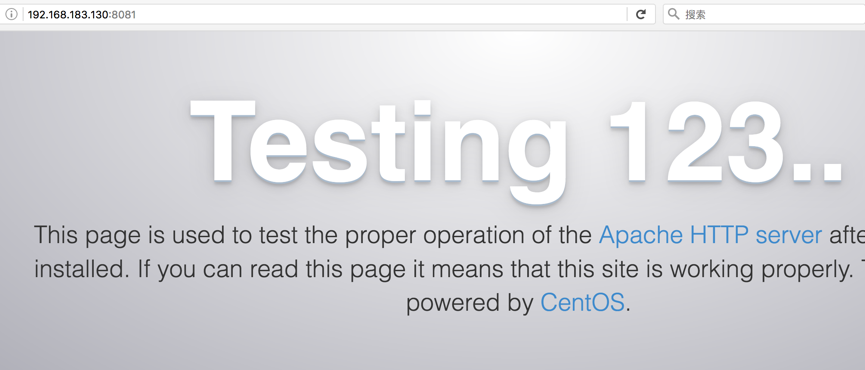 192.168.183.130:8081
搜索
Testing 123..
This page is used to test the proper operation of the Apache HTTP server afte
installed. If you can read this page it means that this site is working properly.
powered by CentOS.